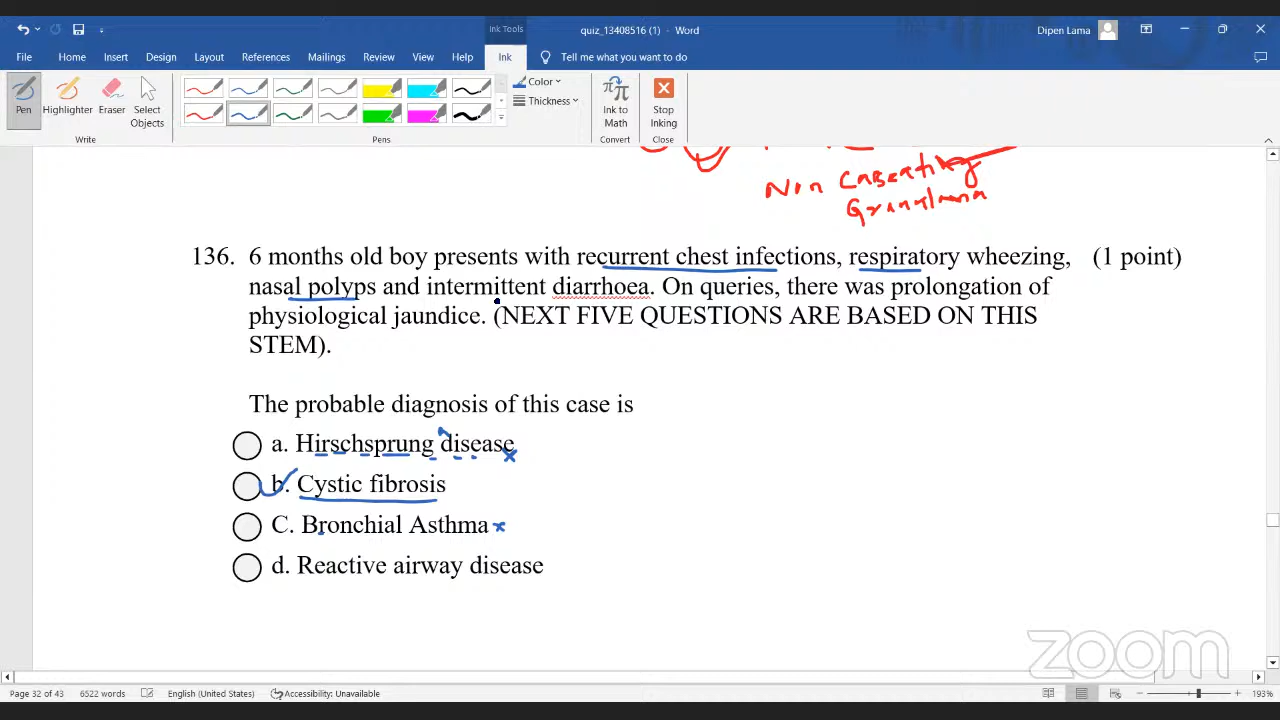 Ink Tools
quiz_13408516 (1) - Word
Dipen Lama
File Home Insert Design Layout References Mailings Review View Help Ink Tell me what you want to do
Pen Highlighter Eraser Select Objects
Color
Thickness
Ink to Math
Stop Inking
Write Pens Convert Close
Non Caseating
Granuloma
136. 6 months old boy presents with recurrent chest infections, respiratory wheezing, (1 point)
nasal polyps and intermittent diarrhoea. On queries, there was prolongation of
physiological jaundice. (NEXT FIVE QUESTIONS ARE BASED ON THIS
STEM).
The probable diagnosis of this case is
a. Hirschsprung disease
b. Cystic fibrosis
C. Bronchial Asthma
d. Reactive airway disease
zoom
Page 32 of 43 6522 words English (United States) Accessibility: Unavailable 193%